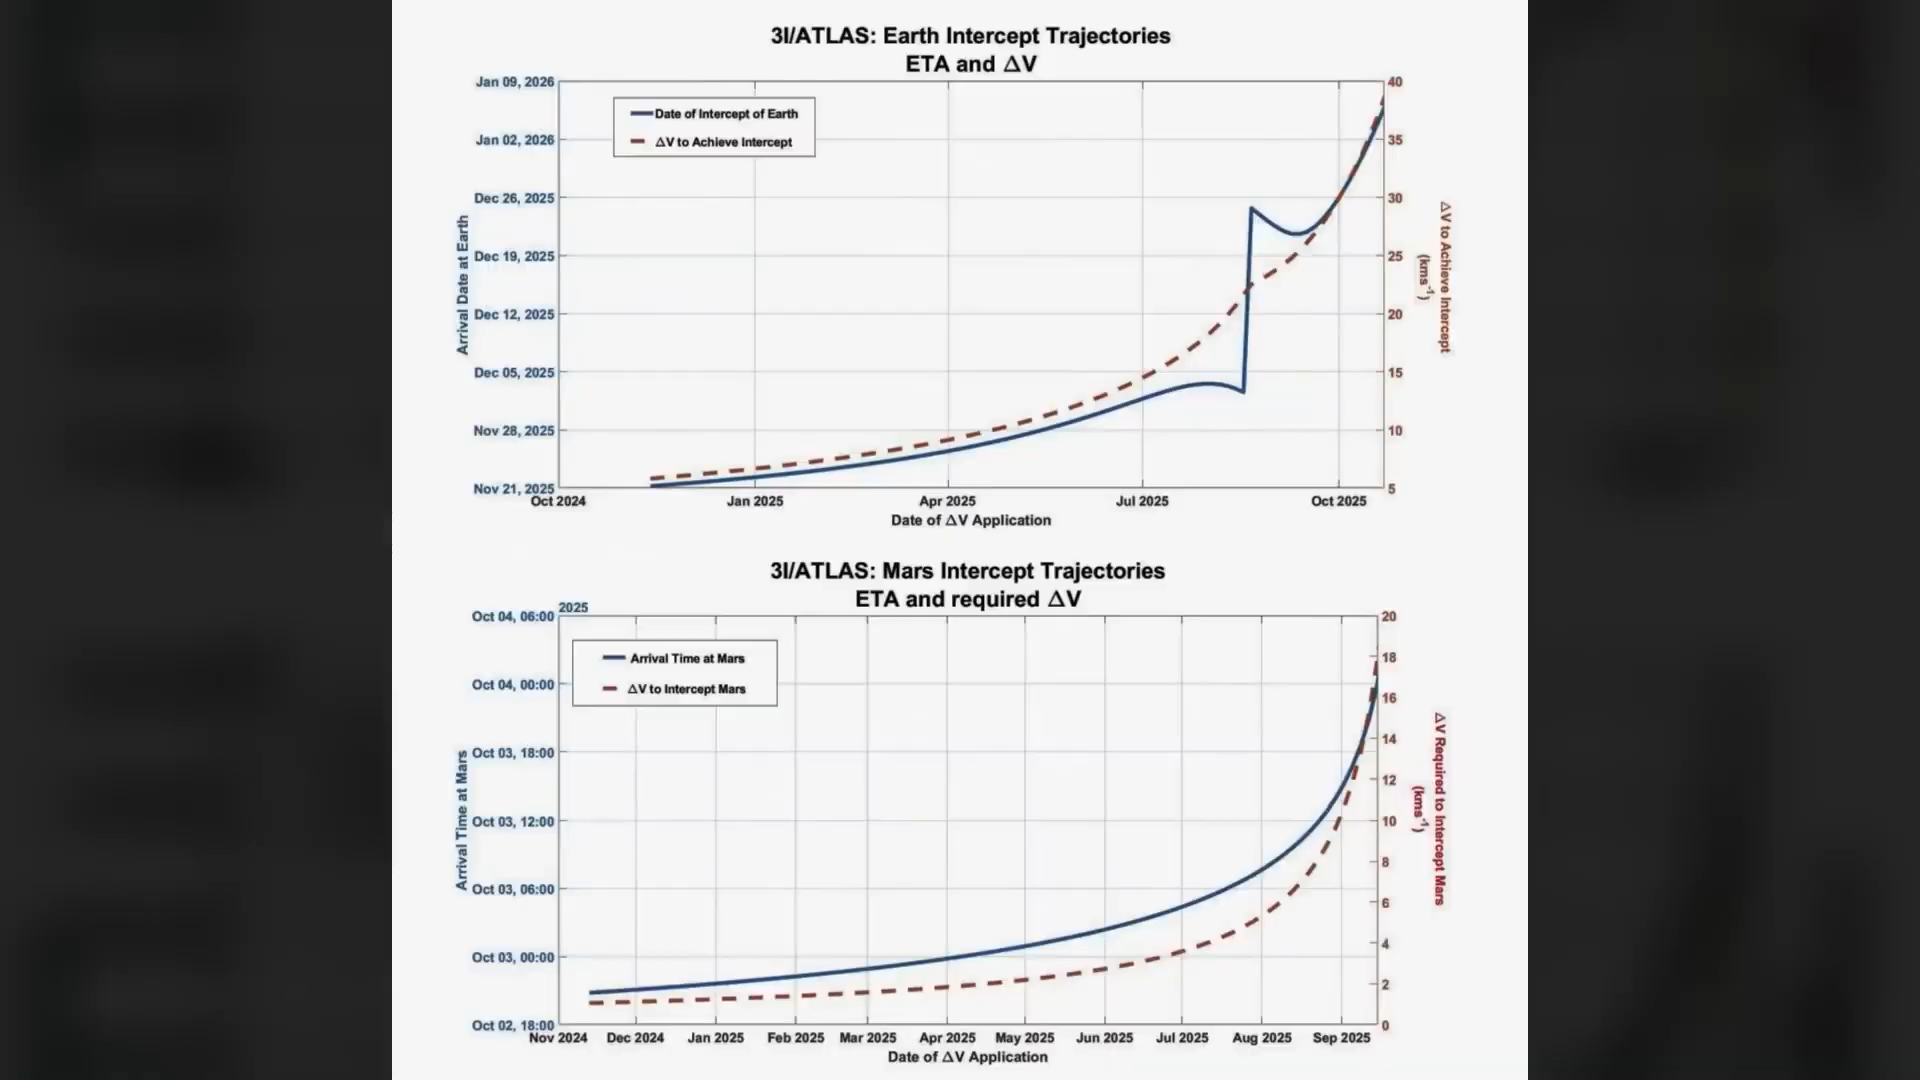 3I/ATLAS: Earth Intercept Trajectories
ETA and ΔV
Jan 09, 2026
Jan 02, 2026
Dec 26, 2025
Dec 19, 2025
Dec 12, 2025
Dec 05, 2025
Nov 28, 2025
Nov 21, 2025
Arrival Date at Earth
Date of Intercept of Earth
ΔV to Achieve Intercept
40
35
30
25
20
15
10
5
ΔV to Achieve Intercept
(kms⁻¹)
Oct 2024
Jan 2025
Apr 2025
Jul 2025
Oct 2025
Date of ΔV Application
3I/ATLAS: Mars Intercept Trajectories
ETA and required ΔV
2025
Oct 04, 06:00
Oct 04, 00:00
Oct 03, 18:00
Oct 03, 12:00
Oct 03, 06:00
Oct 03, 00:00
Oct 02, 18:00
Arrival Time at Mars
Arrival Time at Mars
ΔV to Intercept Mars
20
18
16
14
12
10
8
6
4
2
0
ΔV Required to Intercept Mars
(kms⁻¹)
Nov 2024
Dec 2024
Jan 2025
Feb 2025
Mar 2025
Apr 2025
May 2025
Jun 2025
Jul 2025
Aug 2025
Sep 2025
Date of ΔV Application